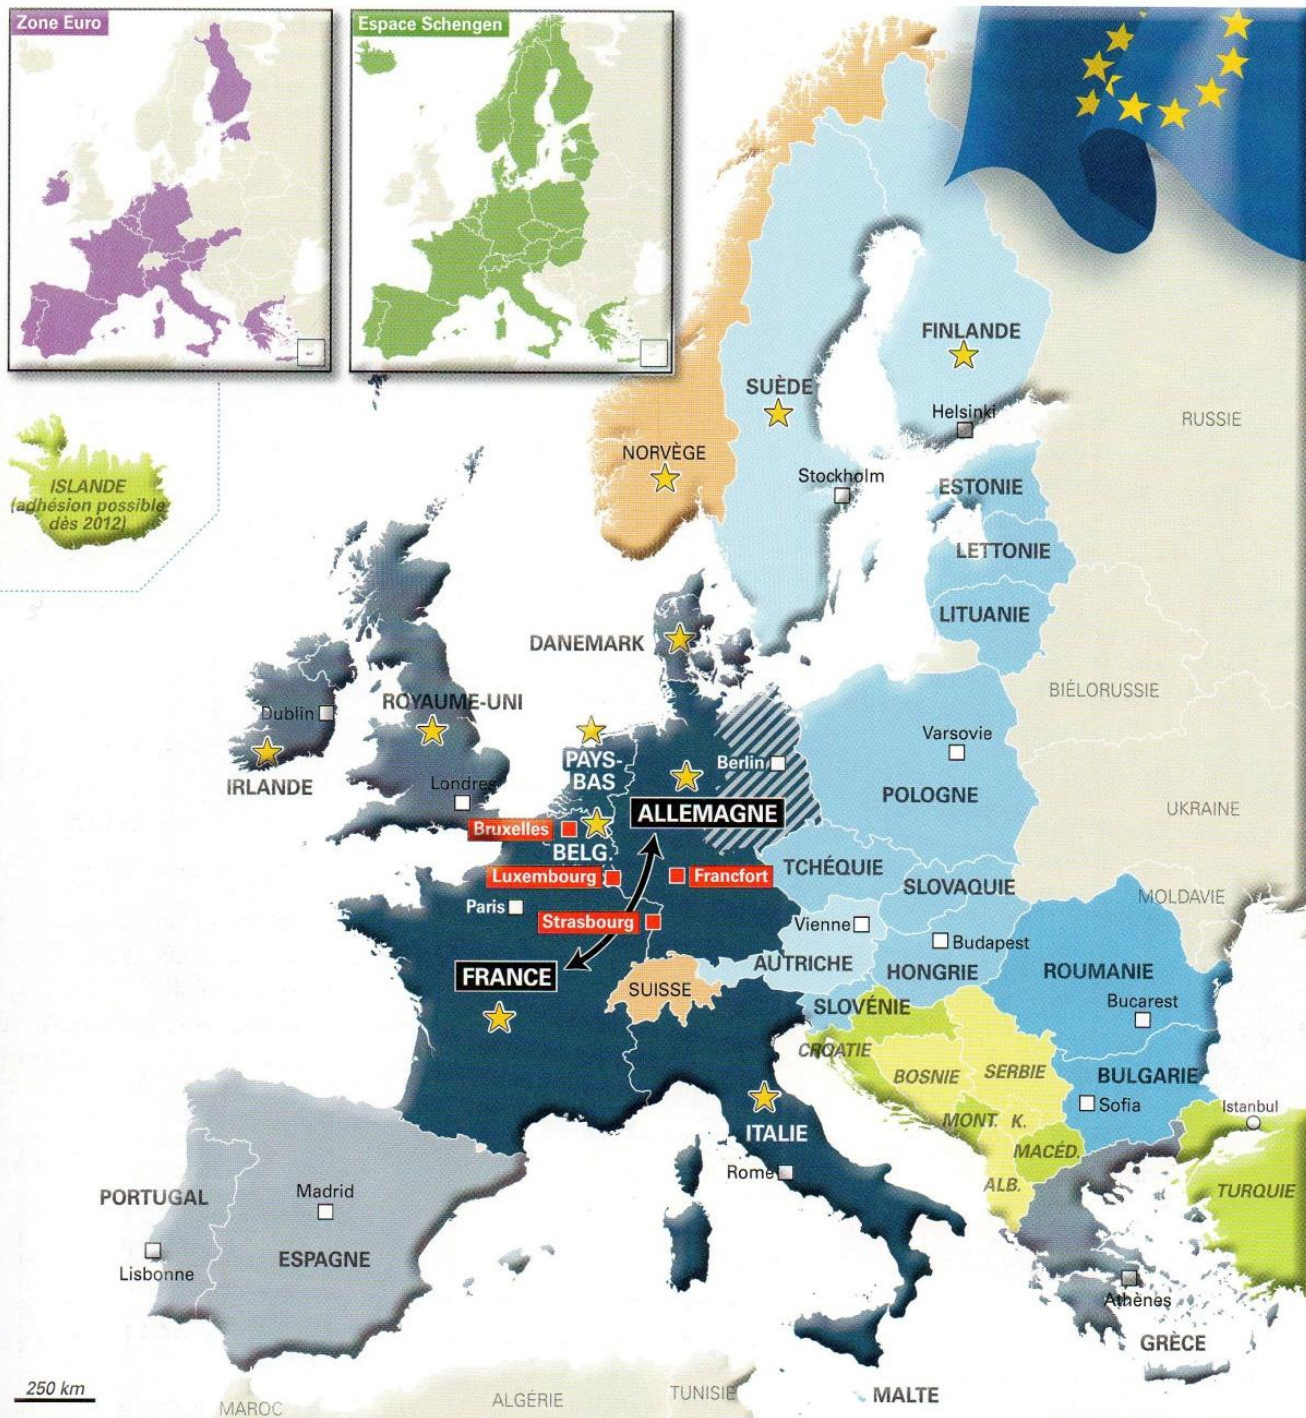 Zone Euro
Espace Schengen
FINLANDE
SUÈDE
Helsinki
RUSSIE
NORVÈGE
Stockholm
ESTONIE
ISLANDE
(adhésion possible
dès 2012)
LETTONIE
LITUANIE
DANEMARK
BIÉLORUSSIE
ROYAUME-UNI
Dublin
Varsovie
PAYS-
BAS
Berlin
IRLANDE
Londres
POLOGNE
UKRAINE
ALLEMAGNE
Bruxelles
BELG.
TCHÉQUIE
Luxembourg
Francfort
SLOVAQUIE
MOLDAVIE
Paris
Strasbourg
Vienne
Budapest
AUTRICHE
HONGRIE
ROUMANIE
FRANCE
SUISSE
Bucarest
SLOVÉNIE
CROATIE
BOSNIE
SERBIE
BULGARIE
Sofia
Istanbul
MONT.
K.
ITALIE
MACÉD.
Rome
ALB.
TURQUIE
PORTUGAL
Madrid
ESPAGNE
Lisbonne
Athènes
GRÈCE
250 km
ALGÉRIE
TUNISIE
MALTE
MAROC